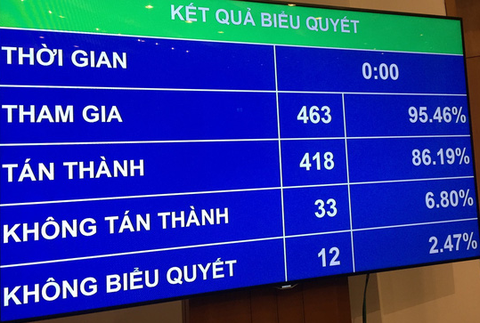 KẾT QUẢ BIỂU QUYẾT
THỜI GIAN 0:00
THAM GIA 463 95.46%
TÁN THÀNH 418 86.19%
KHÔNG TÁN THÀNH 33 6.80%
KHÔNG BIỂU QUYẾT 12 2.47%